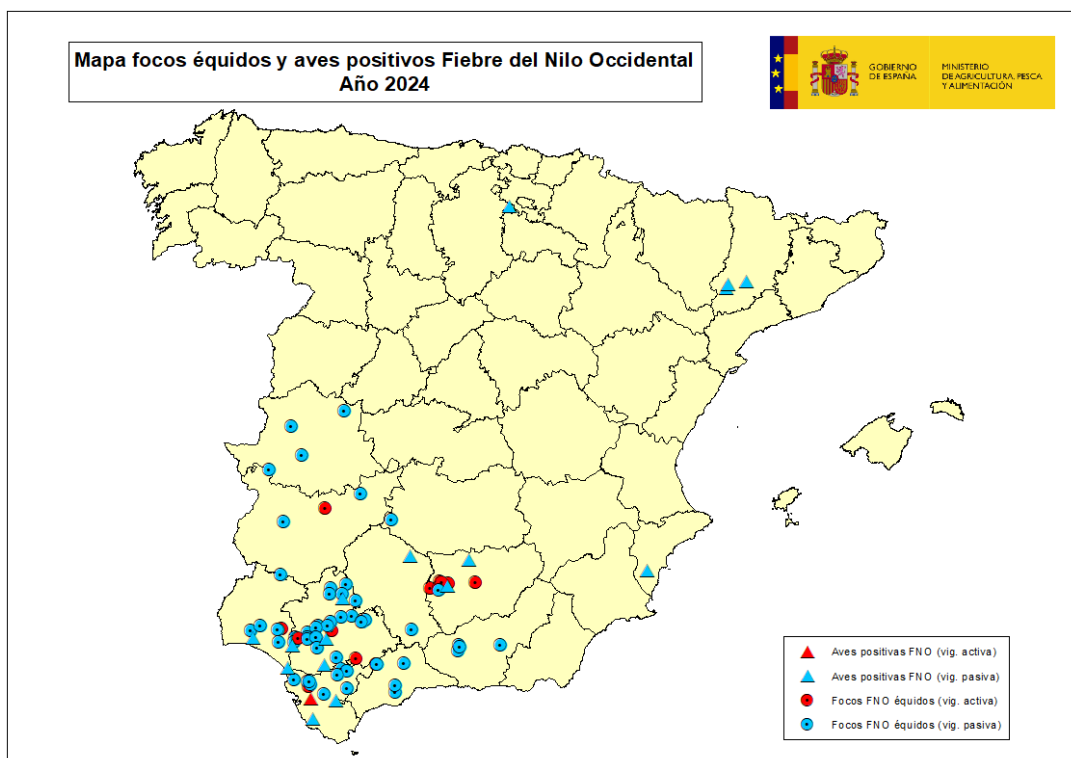 Mapa focos équidos y aves positivos Fiebre del Nilo Occidental
Año 2024
GOBIERNO
DE ESPAÑA
MINISTERIO
DE AGRICULTURA, PESCA
Y ALIMENTACIÓN
Aves positivas FNO (vig. activa)
Aves positivas FNO (vig. pasiva)
Focos FNO équidos (vig. activa)
Focos FNO équidos (vig. pasiva)